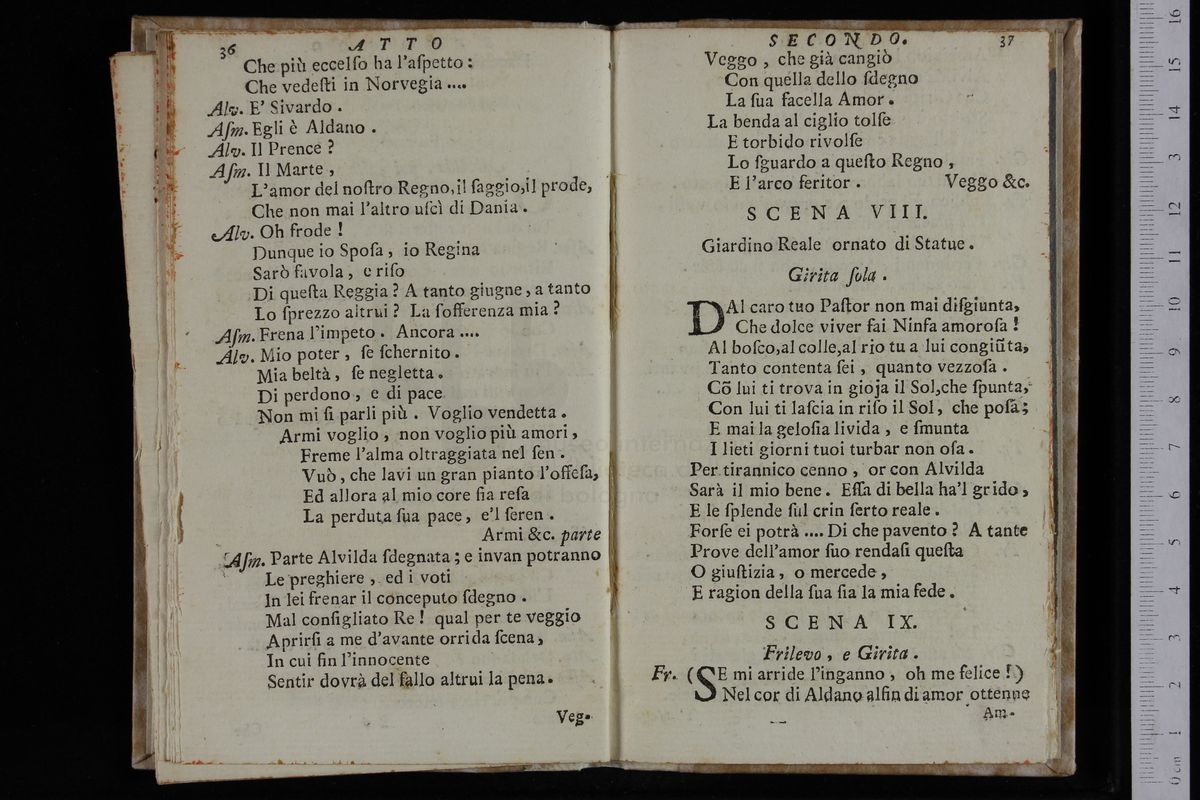 36 ATTO
Che più eccelſo ha l'aſpetto :
Che vedeſti in Norvegia ....
Alv. E' Sivardo .
Aſm. Egli è Aldano .
Alv. Il Prence ?
Aſm. Il Marte ,
L'amor del noſtro Regno,il ſaggio,il prode,
Che non mai l'altro uſcì di Dania .
Alv. Oh frode !
Dunque io Spoſa , io Regina
Sarò favola , e riſo
Di queſta Reggia ? A tanto giugne , a tanto
Lo ſprezzo altrui ? La ſofferenza mia ?
Aſm. Frena l'impeto . Ancora ....
Alv. Mio poter , ſe ſchernito .
Mia beltà , ſe negletta .
Di perdono , e di pace
Non mi ſi parli più . Voglio vendetta .
Armi voglio , non voglio più amori ,
Freme l'alma oltraggiata nel ſen .
Vuò , che lavi un gran pianto l'offeſa,
Ed allora al mio core ſia reſa
La perduta ſua pace , e'l ſeren .
Armi &c. parte
Aſm. Parte Alvilda ſdegnata ; e invan potranno
Le preghiere , ed i voti
In lei frenar il conceputo ſdegno .
Mal conſigliato Re ! qual per te veggio
Aprirſi a me d'avante orrida ſcena ,
In cui ſin l'innocente
Sentir dovrà del fallo altrui la pena .
Veg-
SECONDO. 37
Veggo , che già cangiò
Con quella dello ſdegno
La ſua facella Amor .
La benda al ciglio tolſe
E torbido rivolſe
Lo ſguardo a queſto Regno ,
E l'arco feritor . Veggo &c.
SCENA VIII.
Giardino Reale ornato di Statue .
Girita ſola .
DAl caro tuo Paſtor non mai diſgiunta,
Che dolce viver fai Ninfa amoroſa !
Al boſco,al colle,al rio tu a lui congiũta,
Tanto contenta ſei , quanto vezzoſa .
Cõ lui ti trova in gioja il Sol,che ſpunta,
Con lui ti laſcia in riſo il Sol , che poſa ;
E mai la geloſia livida , e ſmunta
I lieti giorni tuoi turbar non oſa .
Per tirannico cenno , or con Alvilda
Sarà il mio bene . Eſſa di bella ha'l grido ,
E le ſplende ſul crin ſerto reale .
Forſe ei potrà .... Di che pavento ? A tante
Prove dell'amor ſuo rendaſi queſta
O giuſtizia , o mercede ,
E ragion della ſua ſia la mia fede .
SCENA IX.
Frilevo , e Girita .
Fr. (SE mi arride l'inganno , oh me felice !)
Nel cor di Aldano alfin di amor ottenne
Am-